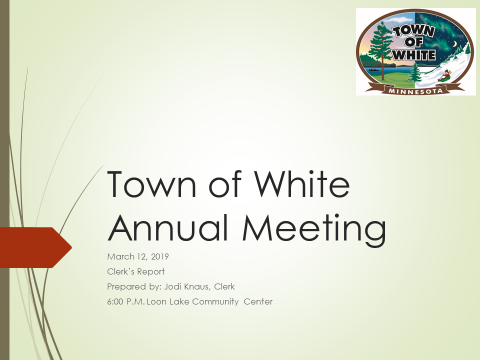 TOWN
OF
WHITE
MINNESOTA
Town of White
Annual Meeting
March 12, 2019
Clerk's Report
Prepared by: Jodi Knaus, Clerk
6:00 P.M. Loon Lake Community Center